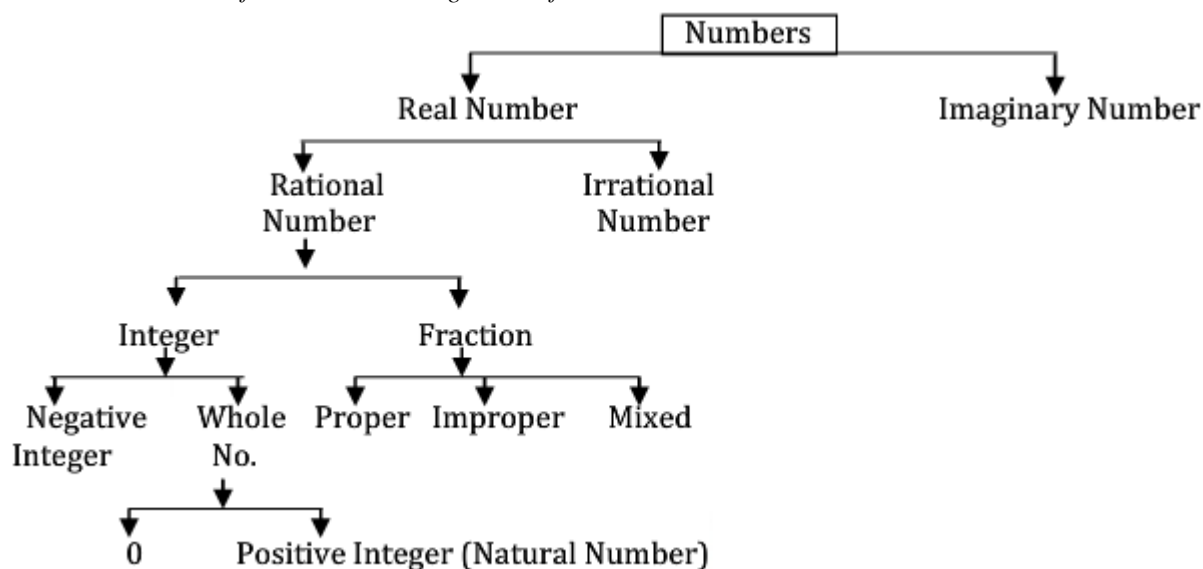 Numbers
Real Number Imaginary Number
Rational Irrational
Number Number
Integer Fraction
Negative Whole Proper Improper Mixed
Integer No.
0 Positive Integer (Natural Number)